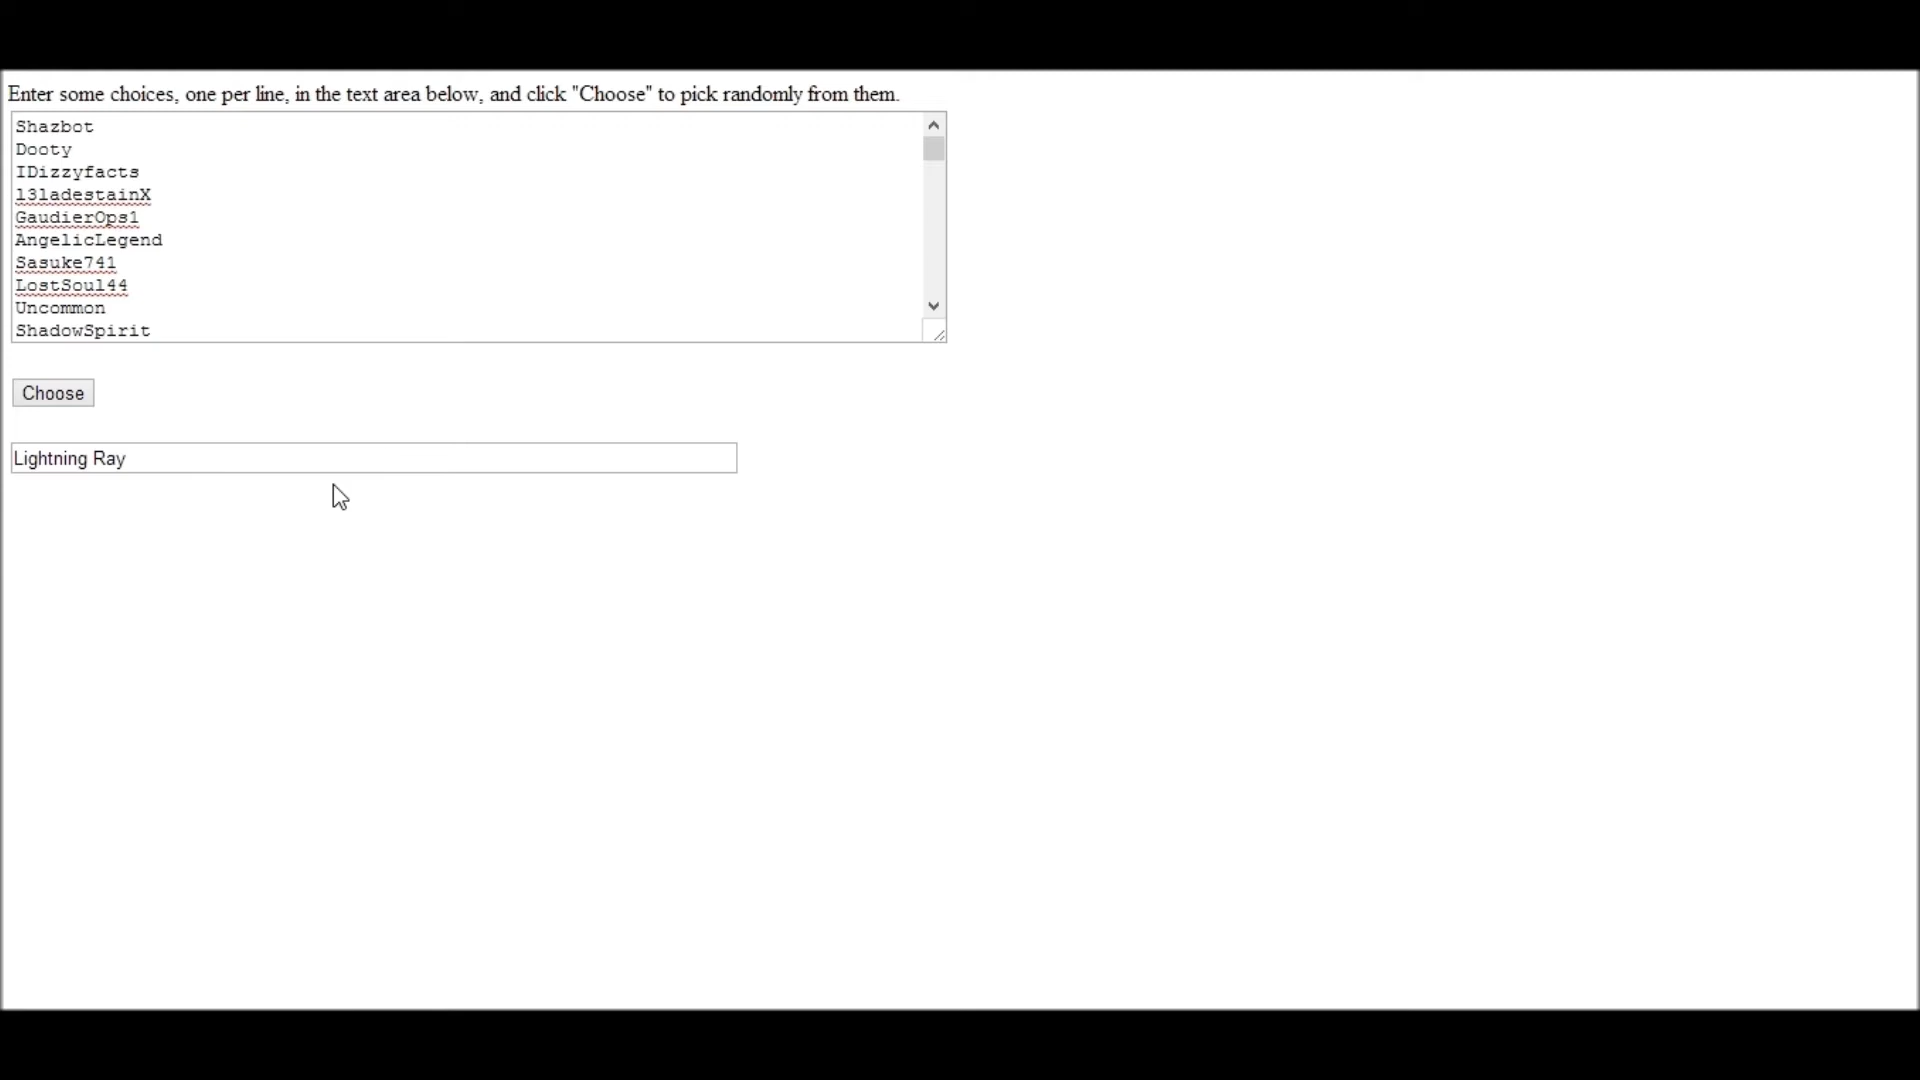 Enter some choices, one per line, in the text area below, and click "Choose" to pick randomly from them.
Shazbot
Dooty
IDizzyfacts
l3ladestainX
GaudierOps1
AngelicLegend
Sasuke741
LostSoul44
Uncommon
ShadowSpirit
Choose
Lightning Ray